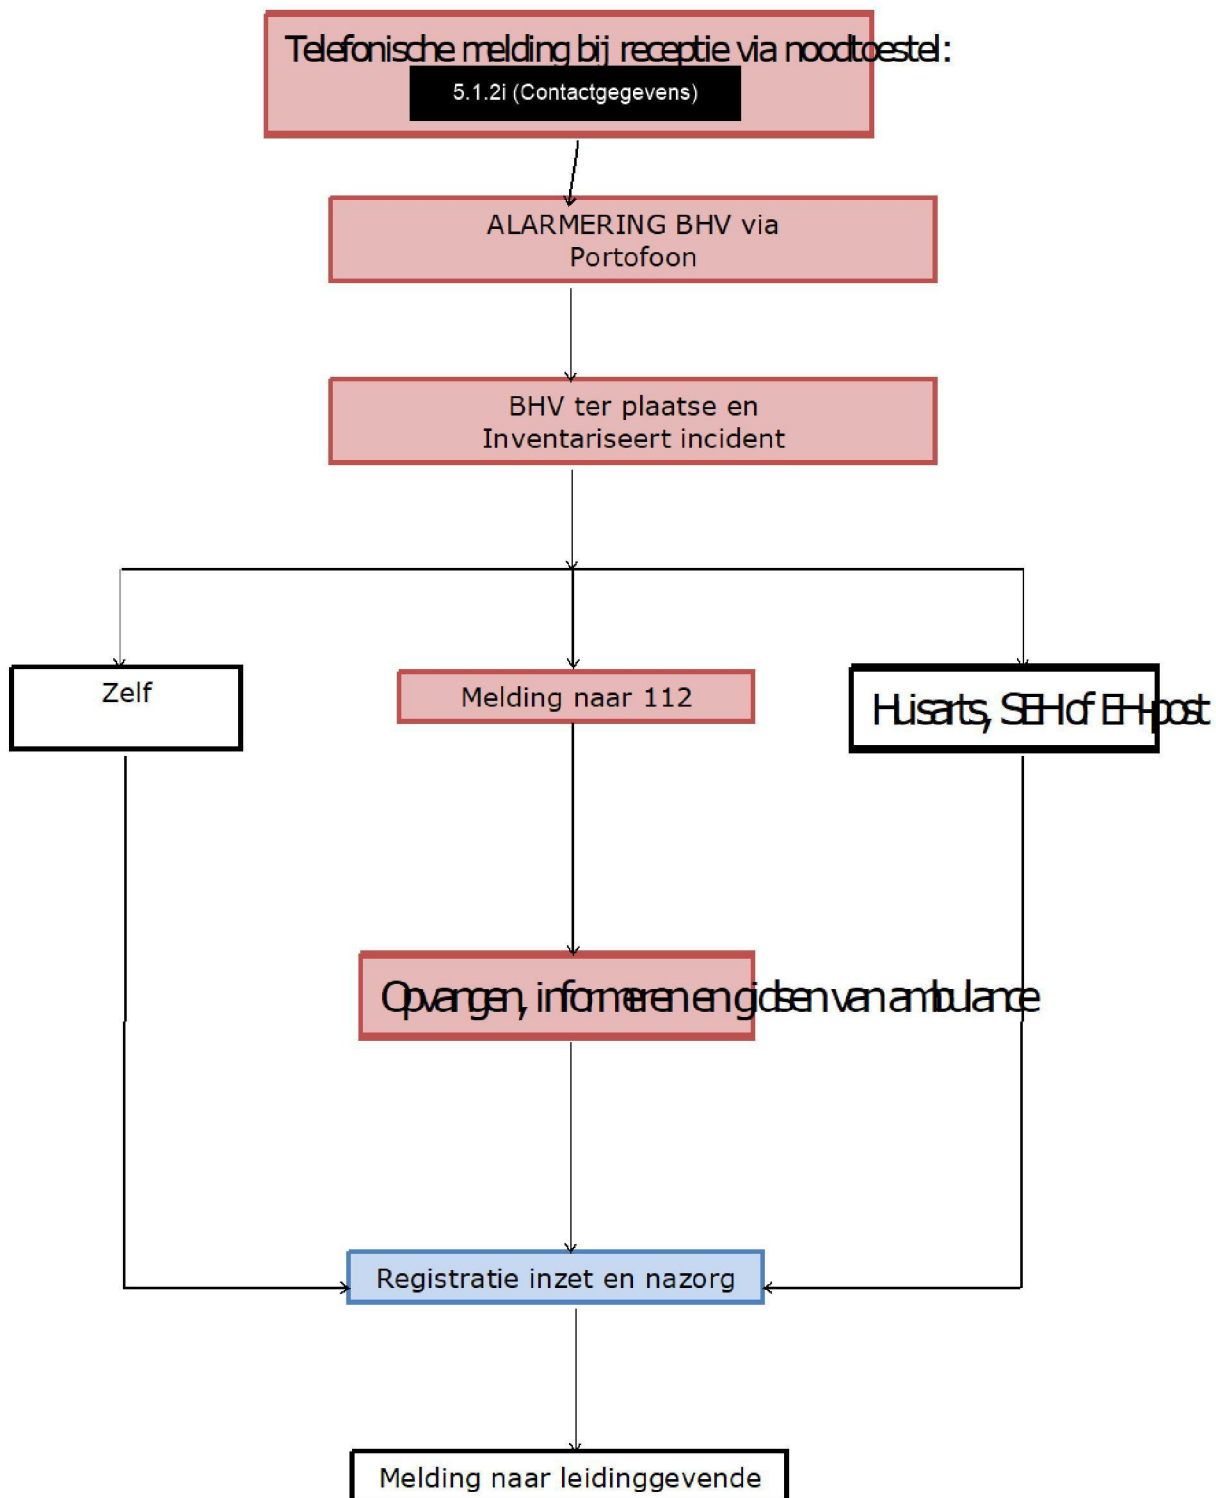 Telefonische melding bij receptie via noodtoestel:
5.1.2i (Contactgegevens)
ALARMERING BHV via
Portofoon
BHV ter plaatse en
Inventariseert incident
Zelf
Melding naar 112
Huisarts, SEH of EH-post
Opvangen, informeren en gidsen van ambulance
Registratie inzet en nazorg
Melding naar leidinggevende